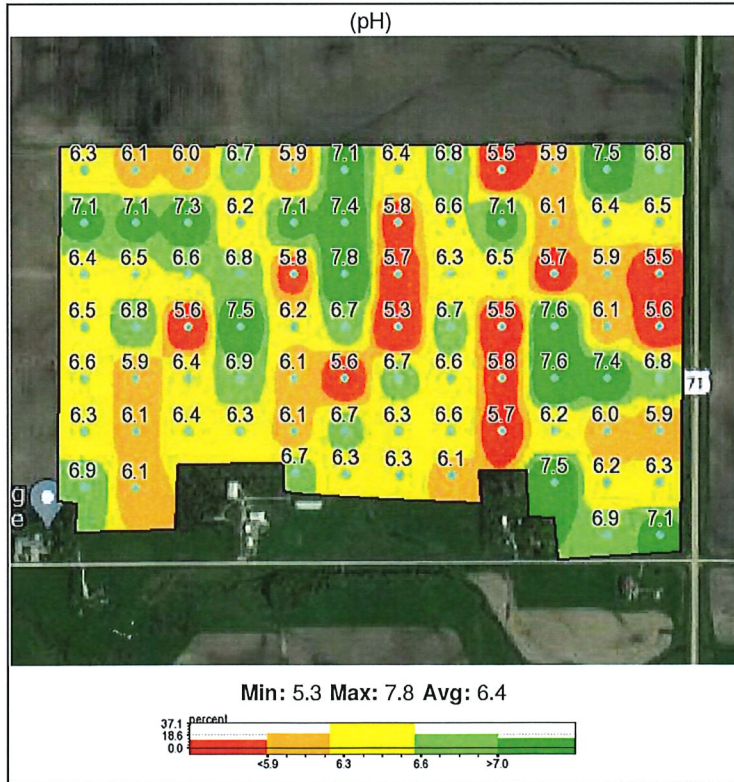 (pH)
6.3 6.1 6.0 6.7 5.9 7.1 6.4 6.8 5.5 5.9 7.5 6.8
7.1 7.1 7.3 6.2 7.1 7.4 5.8 6.6 7.1 6.1 6.4 6.5
6.4 6.5 6.6 6.8 5.8 7.8 5.7 6.3 6.5 5.7 5.9 5.5
6.5 6.8 5.6 7.5 6.2 6.7 5.3 6.7 5.5 7.6 6.1 5.6
6.6 5.9 6.4 6.9 6.1 5.6 6.7 6.6 5.8 7.6 7.4 6.8
71
6.3 6.1 6.4 6.3 6.1 6.7 6.3 6.6 5.7 6.2 6.0 5.9
6.9 6.1 6.7 6.3 6.3 6.1 7.5 6.2 6.3
g
e
6.9 7.1
Min: 5.3 Max: 7.8 Avg: 6.4
percent
37.1
18.6
0.0
<5.9 6.3 6.6 >7.0